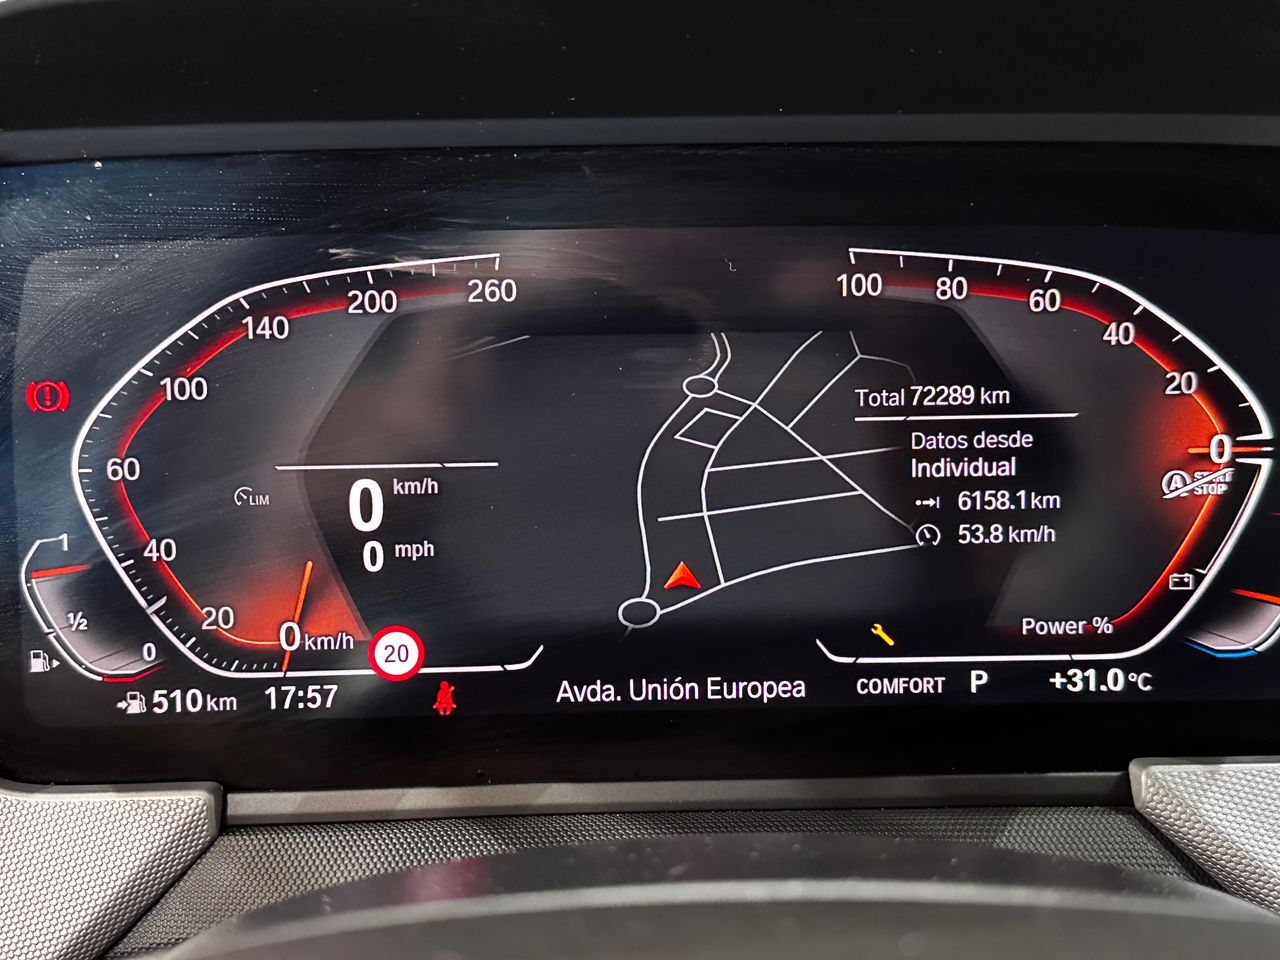 260
200
140
100
60
40
20
0 km/h
LIM
0 km/h
0 mph
20
1
1/2
0
510 km
17:57
Avda. Unión Europea
100
80
60
40
20
0
Total 72289 km
Datos desde
Individual
6158.1 km
53.8 km/h
A START
STOP
Power %
COMFORT P
+31.0 °C